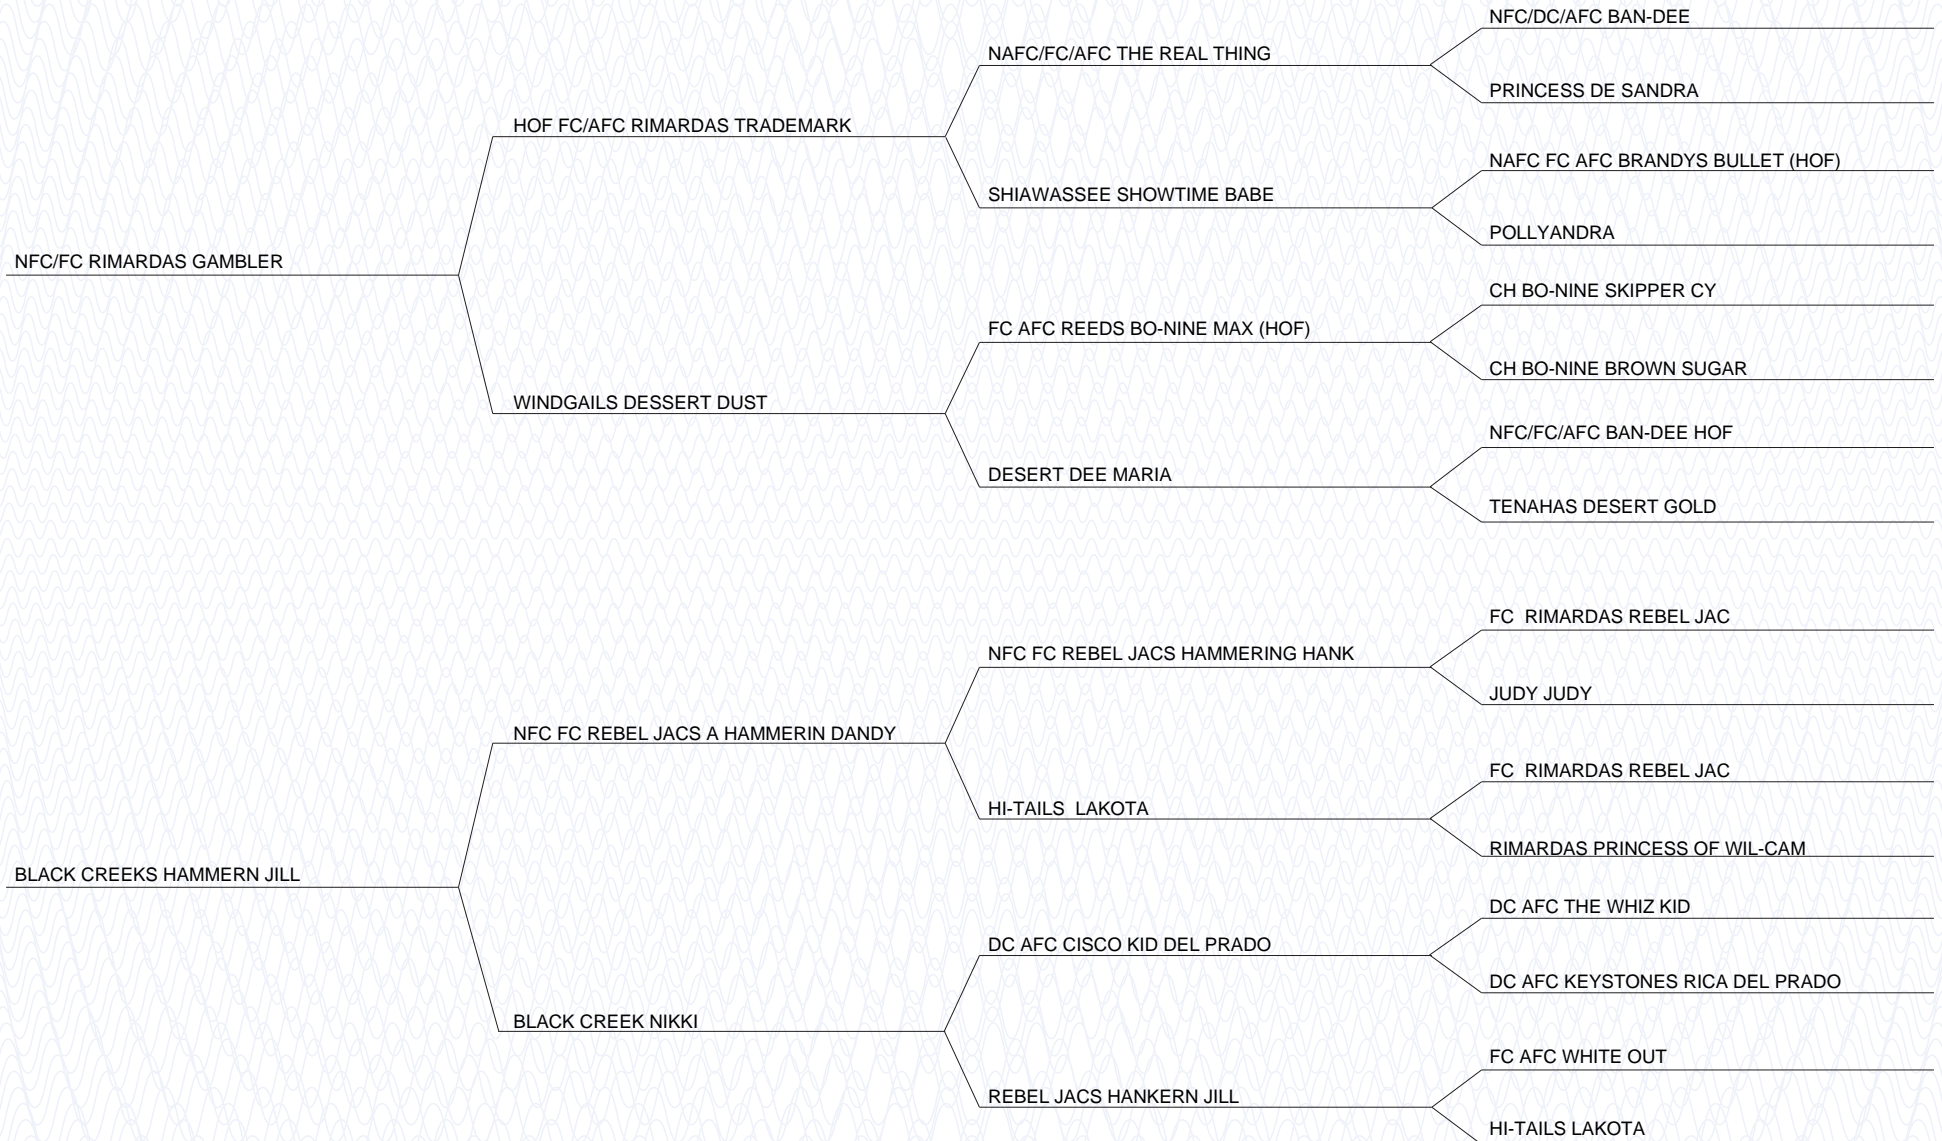 NFC/DC/AFC BAN-DEE
NAFC/FC/AFC THE REAL THING
PRINCESS DE SANDRA
HOF FC/AFC RIMARDAS TRADEMARK
NAFC FC AFC BRANDYS BULLET (HOF)
SHIAWASSEE SHOWTIME BABE
POLLYANDRA
NFC/FC RIMARDAS GAMBLER
CH BO-NINE SKIPPER CY
FC AFC REEDS BO-NINE MAX (HOF)
CH BO-NINE BROWN SUGAR
WINDGAILS DESSERT DUST
NFC/FC/AFC BAN-DEE HOF
DESERT DEE MARIA
TENAHAS DESERT GOLD
FC  RIMARDAS REBEL JAC
NFC FC REBEL JACS HAMMERING HANK
JUDY JUDY
NFC FC REBEL JACS A HAMMERIN DANDY
FC  RIMARDAS REBEL JAC
HI-TAILS  LAKOTA
RIMARDAS PRINCESS OF WIL-CAM
BLACK CREEKS HAMMERN JILL
DC AFC THE WHIZ KID
DC AFC CISCO KID DEL PRADO
DC AFC KEYSTONES RICA DEL PRADO
BLACK CREEK NIKKI
FC AFC WHITE OUT
REBEL JACS HANKERN JILL
HI-TAILS LAKOTA